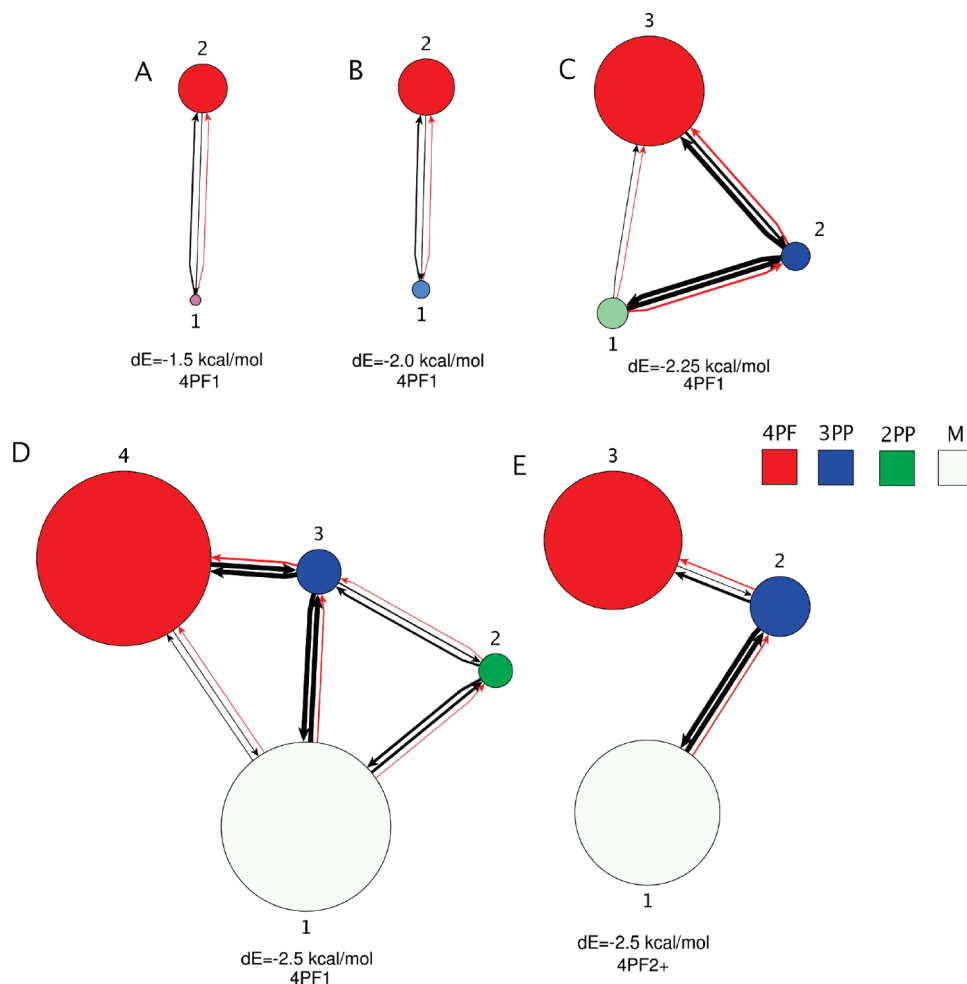 A
2
1
dE=-1.5 kcal/mol
4PF1
B
2
1
dE=-2.0 kcal/mol
4PF1
C
3
2
1
dE=-2.25 kcal/mol
4PF1
4PF 3PP 2PP M
D
4
3
2
1
dE=-2.5 kcal/mol
4PF1
E
3
2
1
dE=-2.5 kcal/mol
4PF2+